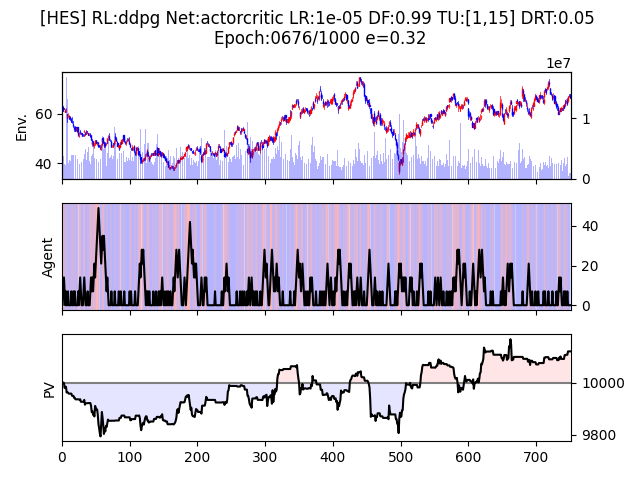 [HES] RL:ddpg Net:actorcritic LR:1e-05 DF:0.99 TU:[1,15] DRT:0.05
Epoch:0676/1000 e=0.32
1e7
60
40
Env.
1
0
Agent
40
20
0
PV
10000
9800
0 100 200 300 400 500 600 700